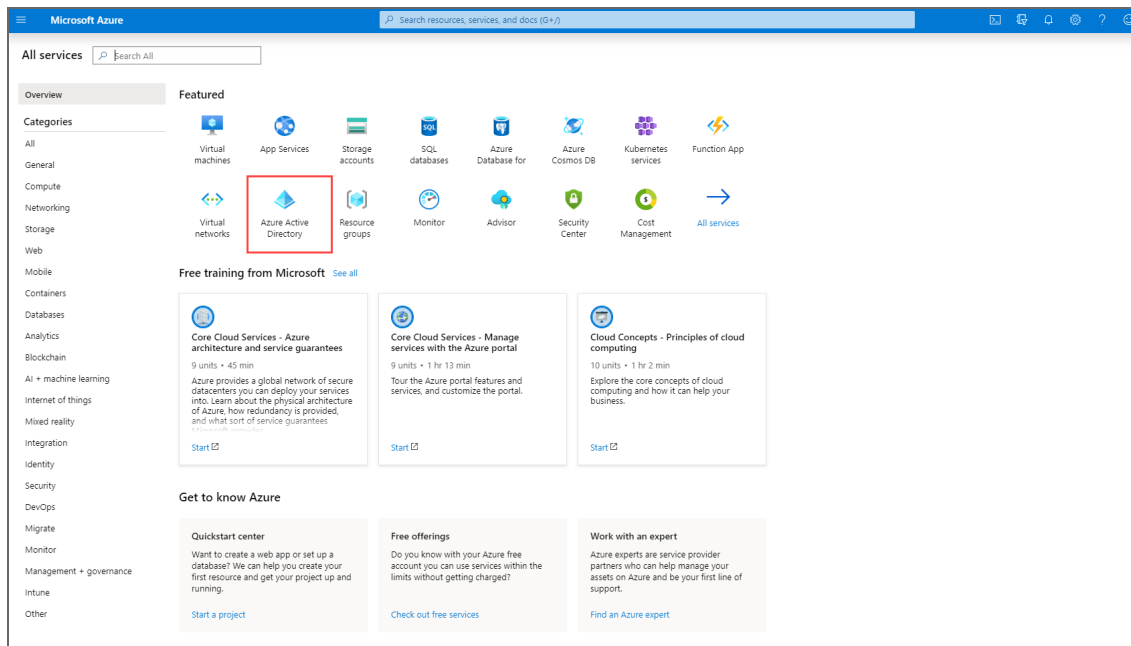 Microsoft Azure
Search resources, services, and docs (G+/)
All services
Search All
Overview
Categories
All
General
Compute
Networking
Storage
Web
Mobile
Containers
Databases
Analytics
Blockchain
AI + machine learning
Internet of things
Mixed reality
Integration
Identity
Security
DevOps
Migrate
Monitor
Management + governance
Intune
Other
Featured
Virtual
machines
App Services
Storage
accounts
SQL
SQL
databases
Azure
Database for
Azure
Cosmos DB
Kubernetes
services
Function App
Virtual
networks
Azure Active
Directory
Resource
groups
Monitor
Advisor
Security
Center
Cost
Management
All services
Free training from Microsoft See all
Core Cloud Services - Azure
architecture and service guarantees
9 units • 45 min
Azure provides a global network of secure
datacenters you can deploy your services
into. Learn about the physical architecture
of Azure, how redundancy is provided,
and what sort of service guarantees
Microsoft provides
Start
Core Cloud Services - Manage
services with the Azure portal
9 units • 1 hr 13 min
Tour the Azure portal features and
services, and customize the portal.
Start
Cloud Concepts - Principles of cloud
computing
10 units • 1 hr 2 min
Explore the core concepts of cloud
computing and how it can help your
business.
Start
Get to know Azure
Quickstart center
Want to create a web app or set up a
database? We can help you create your
first resource and get your project up and
running.
Start a project
Free offerings
Do you know with your Azure free
account you can use services within the
limits without getting charged?
Check out free services
Work with an expert
Azure experts are service provider
partners who can help manage your
assets on Azure and be your first line of
support.
Find an Azure expert